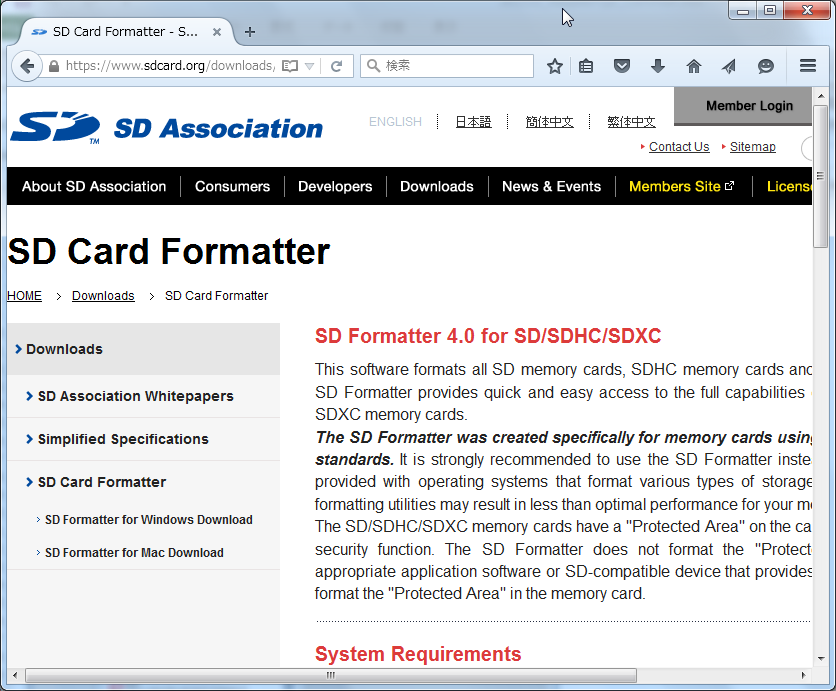 SD Card Formatter - S...
https://www.sdcard.org/downloads,
検索
SD Association
TM
ENGLISH
日本語
简体中文
繁体中文
Member Login
Contact Us
Sitemap
About SD Association
Consumers
Developers
Downloads
News & Events
Members Site
License
SD Card Formatter
HOME > Downloads > SD Card Formatter
Downloads
SD Association Whitepapers
Simplified Specifications
SD Card Formatter
SD Formatter for Windows Download
SD Formatter for Mac Download
SD Formatter 4.0 for SD/SDHC/SDXC
This software formats all SD memory cards, SDHC memory cards and
SD Formatter provides quick and easy access to the full capabilities
SDXC memory cards.
The SD Formatter was created specifically for memory cards using
standards. It is strongly recommended to use the SD Formatter inste
provided with operating systems that format various types of storage
formatting utilities may result in less than optimal performance for your m
The SD/SDHC/SDXC memory cards have a "Protected Area" on the ca
security function. The SD Formatter does not format the "Protect
appropriate application software or SD-compatible device that provides
format the "Protected Area" in the memory card.
System Requirements